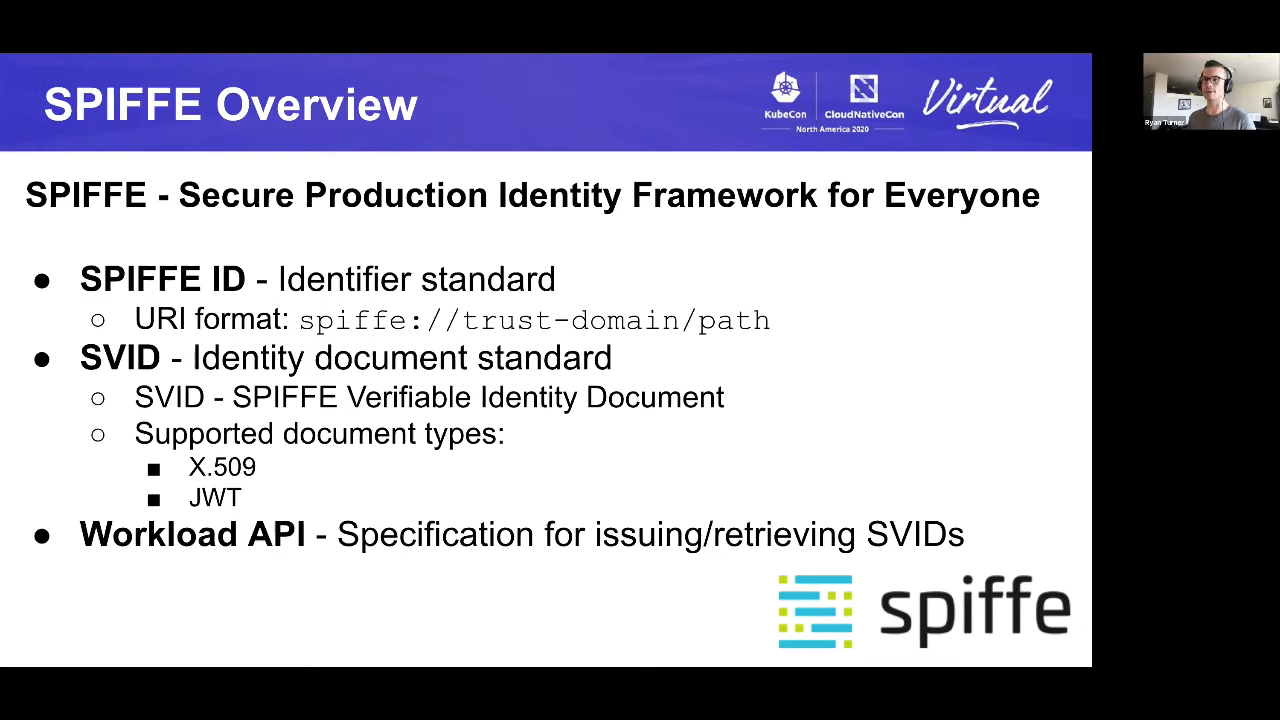 SPIFFE Overview
KubeCon
CloudNativeCon
North America 2020
Virtual
Ryan Turner
SPIFFE - Secure Production Identity Framework for Everyone
● SPIFFE ID - Identifier standard
○ URI format: spiffe://trust-domain/path
● SVID - Identity document standard
○ SVID - SPIFFE Verifiable Identity Document
○ Supported document types:
■ X.509
■ JWT
● Workload API - Specification for issuing/retrieving SVIDs
spiffe